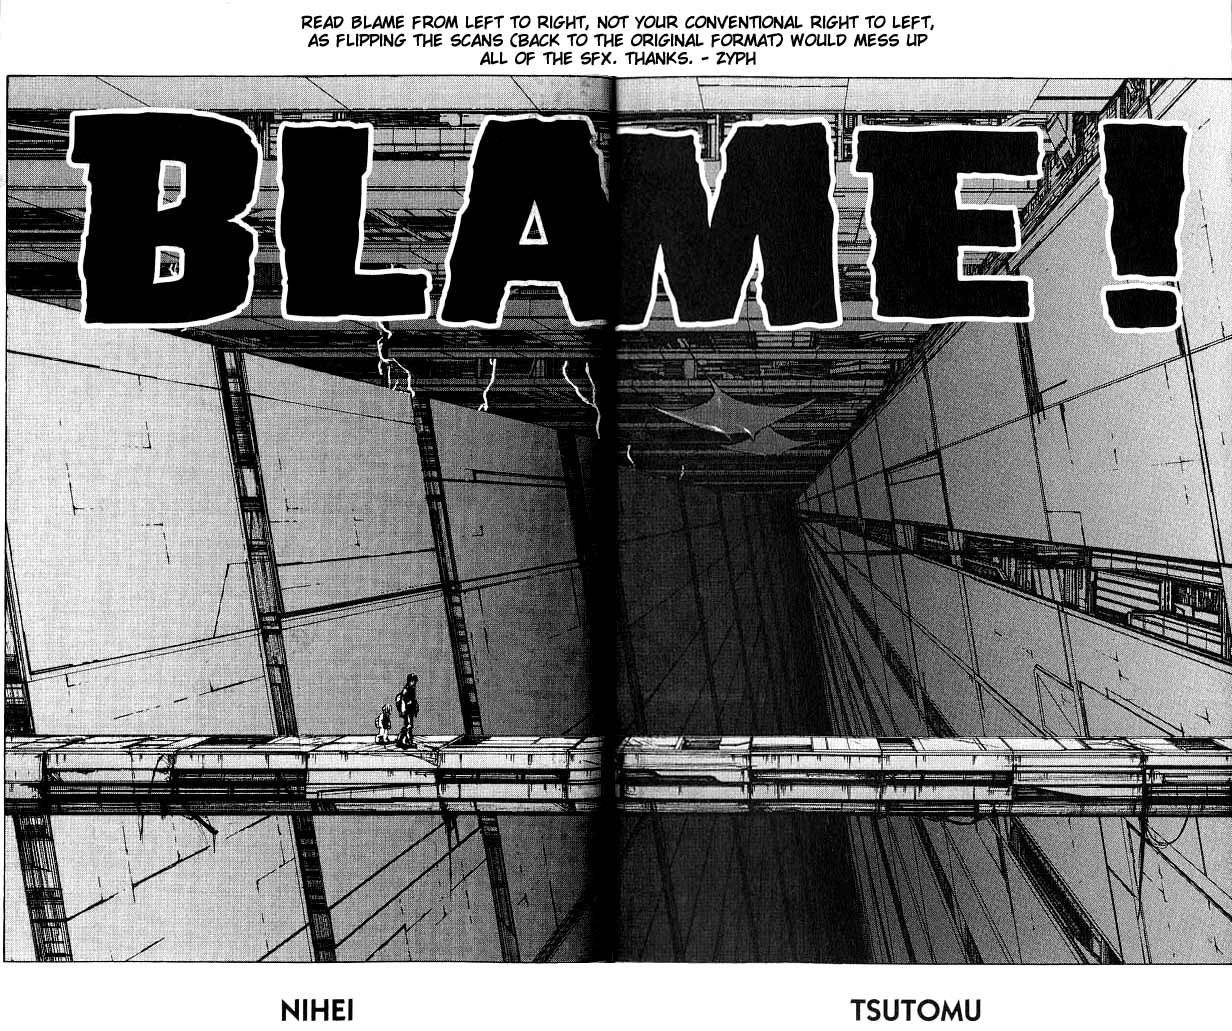 READ BLAME FROM LEFT TO RIGHT, NOT YOUR CONVENTIONAL RIGHT TO LEFT,
AS FLIPPING THE SCANS (BACK TO THE ORIGINAL FORMAT) WOULD MESS UP
ALL OF THE SFX. THANKS. - ZYPH
BLAME!
NIHEI TSUTOMU